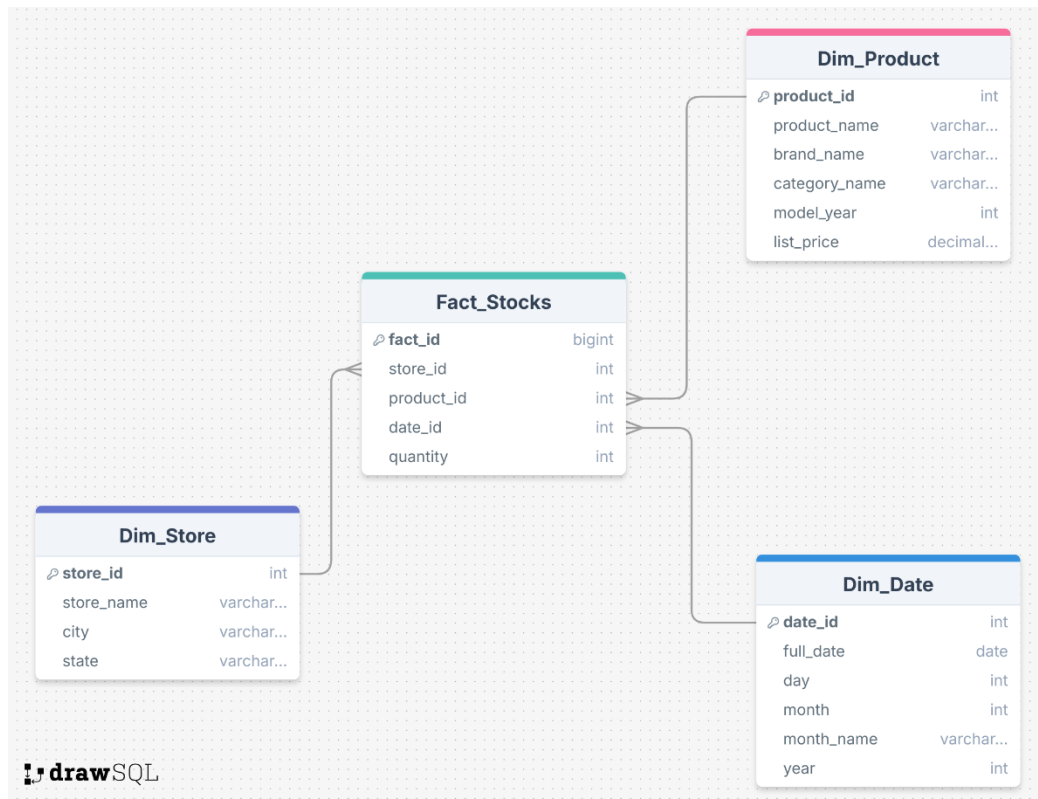 Dim_Product
product_id int
product_name varchar...
brand_name varchar...
category_name varchar...
model_year int
list_price decimal...
Fact_Stocks
fact_id bigint
store_id int
product_id int
date_id int
quantity int
Dim_Store
store_id int
store_name varchar...
city varchar...
state varchar...
Dim_Date
date_id int
full_date date
day int
month int
month_name varchar...
year int
drawSQL